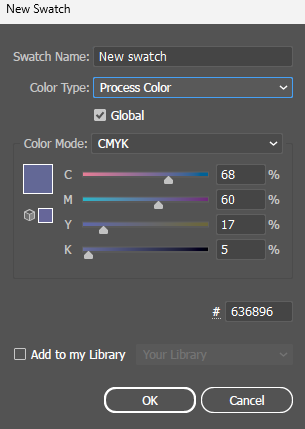 New Swatch
Swatch Name: New swatch
Color Type: Process Color
Global
Color Mode: CMYK
C 68 %
M 60 %
Y 17 %
K 5 %
# 636896
Add to my Library Your Library
OK Cancel